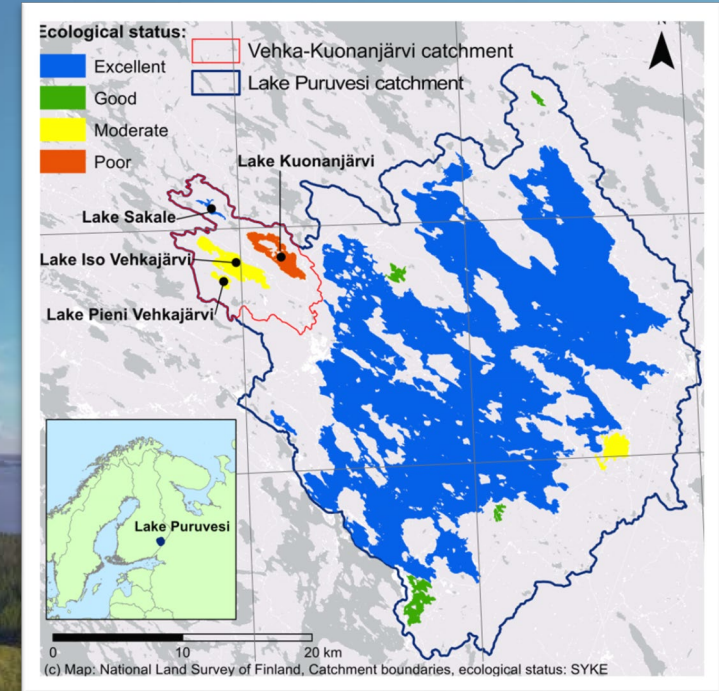 Ecological status:
Excellent
Good
Moderate
Poor
Vehka-Kuonanjärvi catchment
Lake Puruvesi catchment
N
Lake Kuonanjärvi
Lake Sakale
Lake Iso Vehkajärvi
Lake Pieni Vehkajärvi
Lake Puruvesi
0 10 20 km
(c) Map: National Land Survey of Finland, Catchment boundaries, ecological status: SYKE